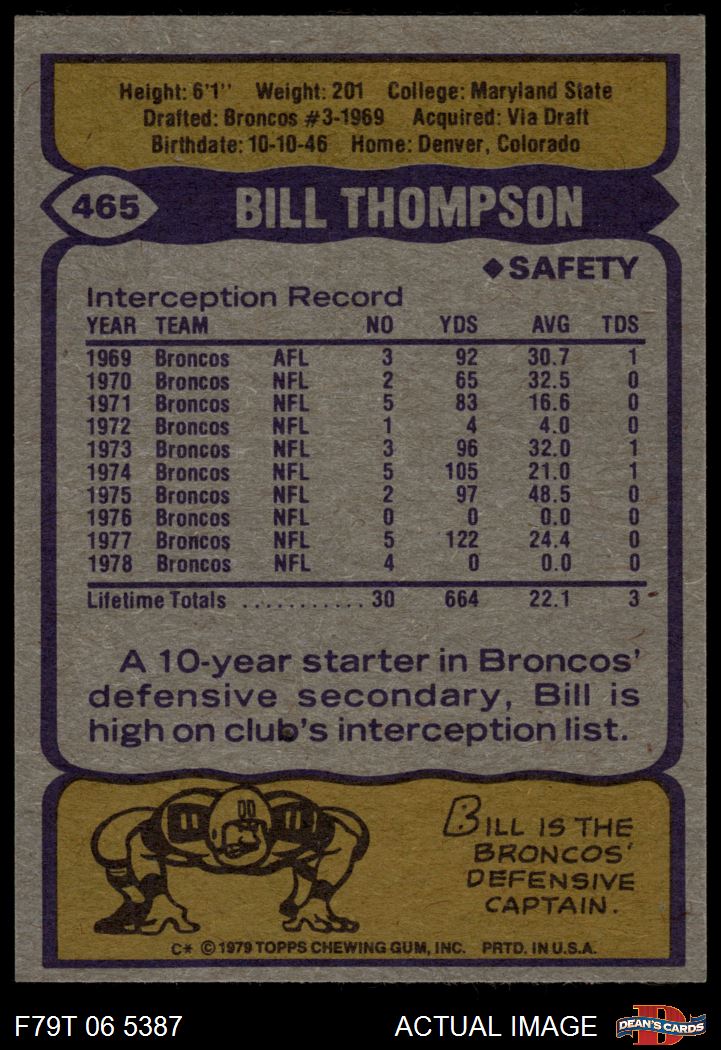 Height: 6'1" Weight: 201 College: Maryland State
Drafted: Broncos #3-1969 Acquired: Via Draft
Birthdate: 10-10-46 Home: Denver, Colorado
465 BILL THOMPSON
◆SAFETY
Interception Record
YEAR TEAM NO YDS AVG TDS
1969 Broncos AFL 3 92 30.7 1
1970 Broncos NFL 2 65 32.5 0
1971 Broncos NFL 5 83 16.6 0
1972 Broncos NFL 1 4 4.0 0
1973 Broncos NFL 3 96 32.0 1
1974 Broncos NFL 5 105 21.0 1
1975 Broncos NFL 2 97 48.5 0
1976 Broncos NFL 0 0 0.0 0
1977 Broncos NFL 5 122 24.4 0
1978 Broncos NFL 4 0 0.0 0
Lifetime Totals ........... 30 664 22.1 3
A 10-year starter in Broncos'
defensive secondary, Bill is
high on club's interception list.
00
BILL IS THE
BRONCOS'
DEFENSIVE
CAPTAIN.
C* © 1979 TOPPS CHEWING GUM, INC. PRTD. IN U.S.A.
F79T 06 5387 ACTUAL IMAGE
D
DEAN'S CARDS